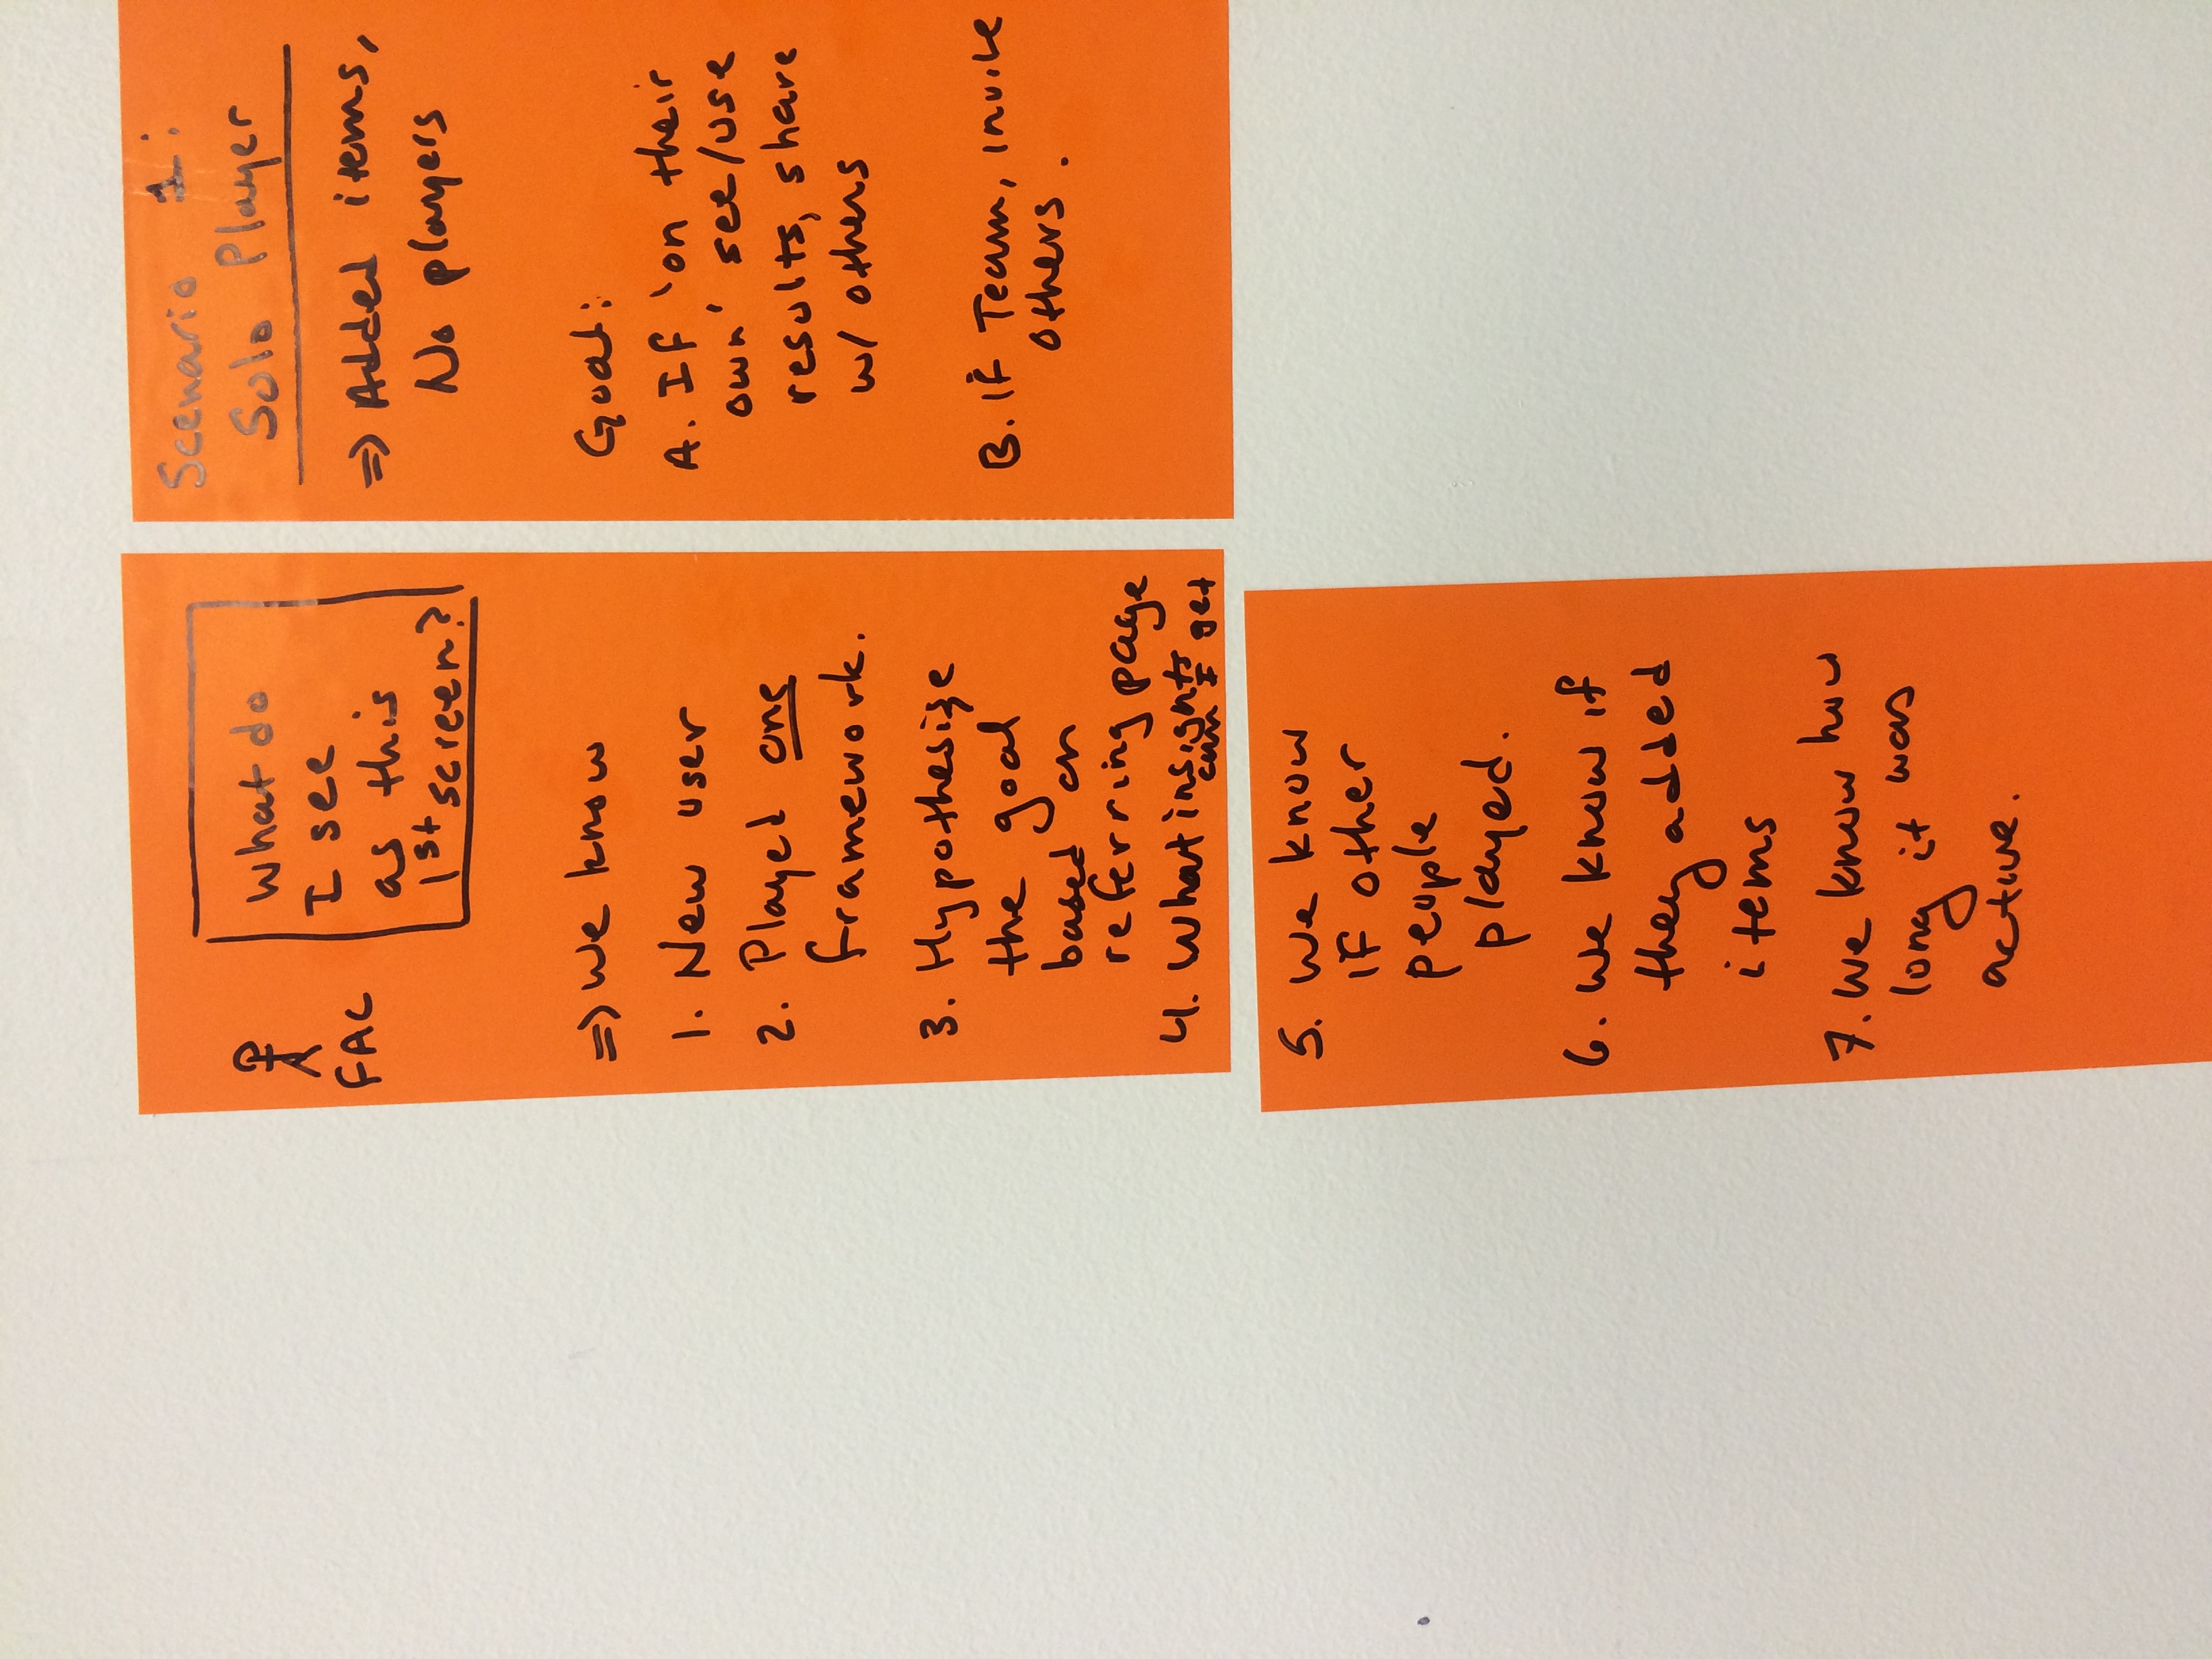 FAC
What do
I see
as this
1st screen?
=> We know
1. New user
2. Played one
framework.
3. Hypothesize
the goal
based on
referring page
4. What insights
can I get
5. We know
if other
people
played.
6. We know if
they added
items
7. We know how
long it was
active.
Scenario 1:
Solo Player
=> Added items,
No players
Goal:
A. If 'on their
own' see/use
results, share
w/ others
B. If Team, invite
others.